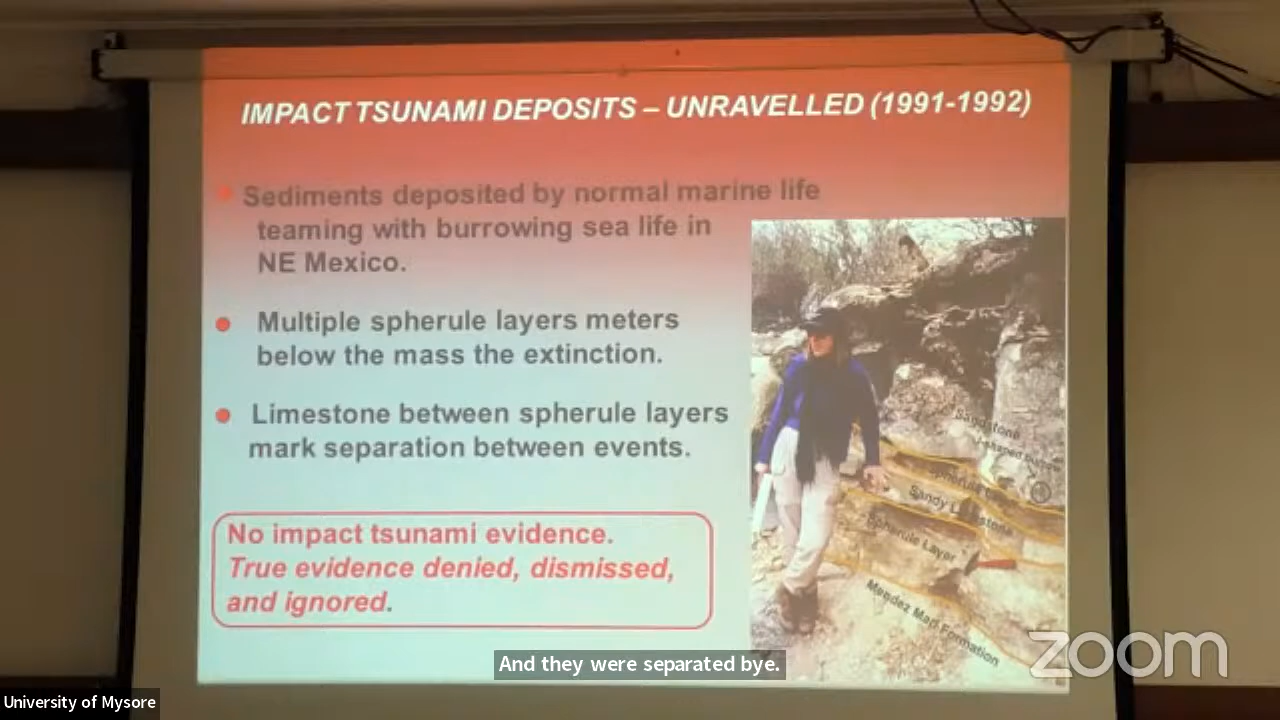 IMPACT TSUNAMI DEPOSITS – UNRAVELLED (1991-1992)
Sediments deposited by normal marine life
teaming with burrowing sea life in
NE Mexico.
Multiple spherule layers meters
below the mass the extinction.
Limestone between spherule layers
mark separation between events.
No impact tsunami evidence.
True evidence denied, dismissed,
and ignored.
Sandstone
Spherule Layer
Sandy Limestone
Spherule Layer
Mendez Marl Formation
And they were separated bye.
zoom
University of Mysore